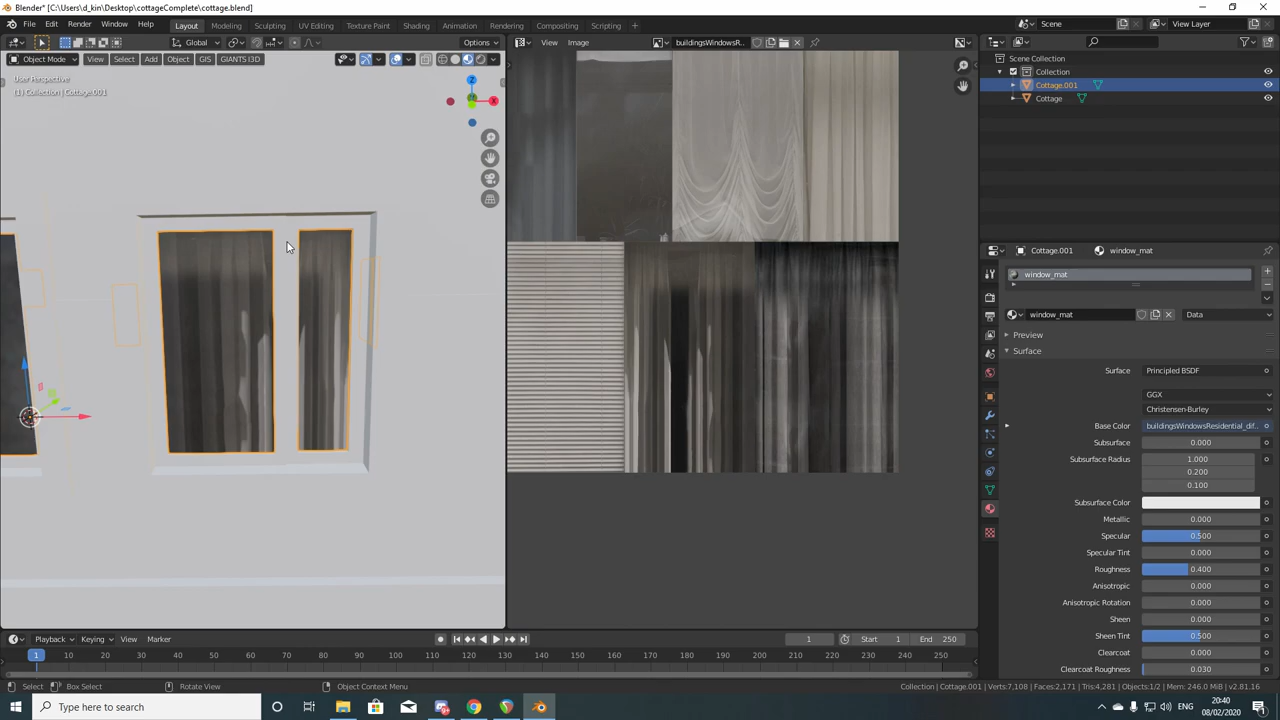 Blender* [C:\Users\d_kin\Desktop\cottageComplete\cottage.blend]
File Edit Render Window Help Layout Modeling Sculpting UV Editing Texture Paint Shading Animation Rendering Compositing Scripting Scene View Layer
Global Options View Image buildingsWindowsR..
Object Mode View Select Add Object GIS GIANTS I3D
User Perspective
(1) Collection | Cottage.001
Z
X
Scene Collection
Collection
Cottage.001
Cottage
Cottage.001 window_mat
window_mat
window_mat Data
Preview
Surface
Surface Principled BSDF
GGX
Christensen-Burley
Base Color buildingsWindowsResidential_dif..
Subsurface 0.000
Subsurface Radius 1.000
0.200
0.100
Subsurface Color
Metallic 0.000
Specular 0.500
Specular Tint 0.000
Roughness 0.400
Anisotropic 0.000
Anisotropic Rotation 0.000
Sheen 0.000
Sheen Tint 0.500
Clearcoat 0.000
Clearcoat Roughness 0.030
Playback Keying View Marker 1 Start 1 End 250
1 10 20 30 40 50 60 70 80 90 100 110 120 130 140 150 160 170 180 190 200 210 220 230 240 250
Select Box Select Rotate View Object Context Menu Collection | Cottage.001 | Verts:7,108 | Faces:2,171 | Tris:4,281 | Objects:1/2 | Mem: 246.0 MiB | v2.81.16
Type here to search ENG 20:40
08/02/2020